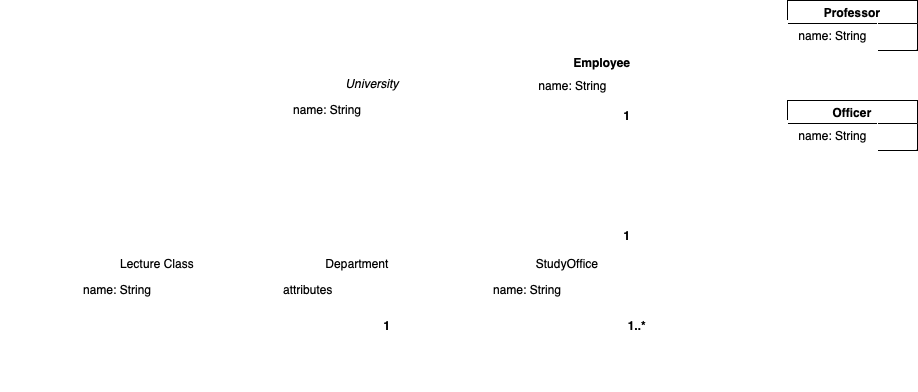 Professor
name: String
Employee
University
name: String
name: String
1
Officer
name: String
1
Lecture Class
Department
StudyOffice
name: String
attributes
name: String
1
1..*